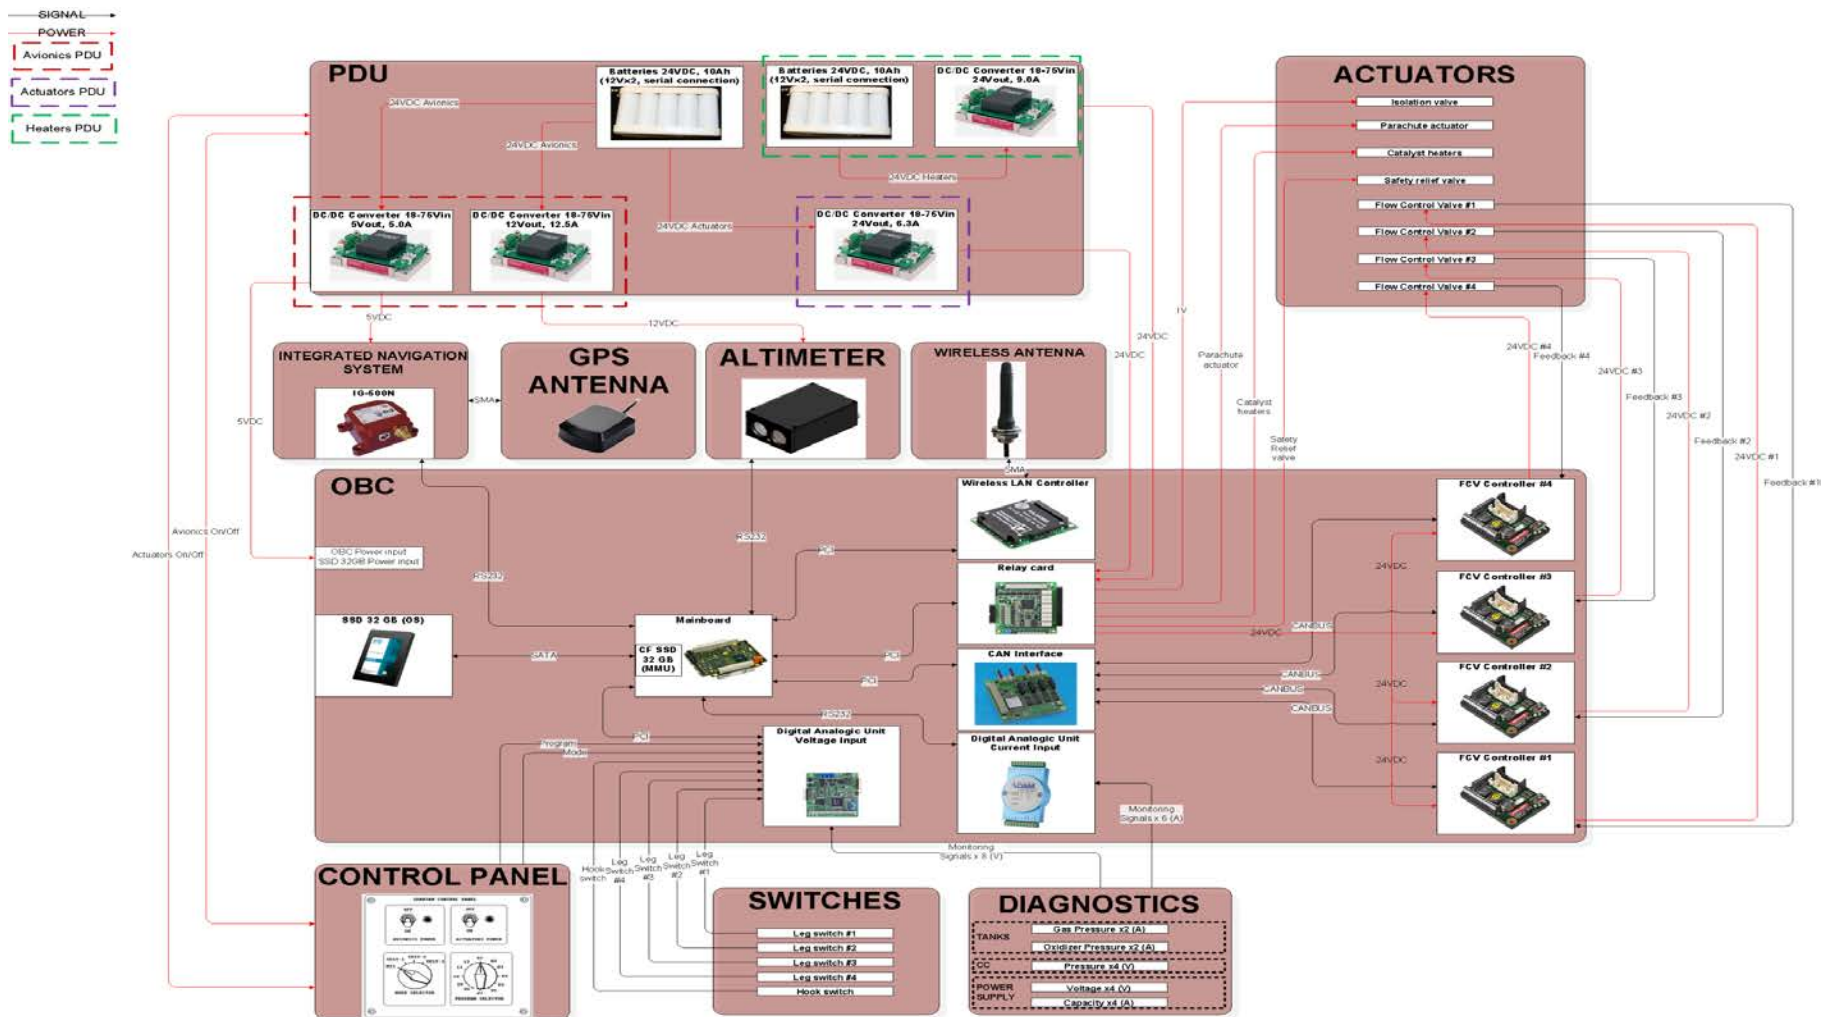 SIGNAL
POWER
Avionics PDU
Actuators PDU
Heaters PDU
PDU
Batteries 24VDC, 10Ah
(12Vx2, serial connection)
Batteries 24VDC, 10Ah
(12Vx2, serial connection)
DC/DC Converter 18-75Vin
24Vout, 9.0A
24VDC Avionics
24VDC Avionics
24VDC Heaters
24VDC Actuators
DC/DC Converter 18-75Vin
5Vout, 5.0A
DC/DC Converter 18-75Vin
12Vout, 12.5A
DC/DC Converter 18-75Vin
24Vout, 6.3A
ACTUATORS
Isolation valve
Parachute actuator
Catalyst heaters
Safety relief valve
Flow Control Valve #1
Flow Control Valve #2
Flow Control Valve #3
Flow Control Valve #4
5VDC
12VDC
5VDC
24VDC
24VDC
IV
Parachute
actuator
Catalyst
heaters
Safety
Relief
valve
24VDC #4
Feedback #4
24VDC #3
Feedback #3
24VDC #2
Feedback #2
24VDC #1
Feedback #1
INTEGRATED NAVIGATION
SYSTEM
IG-500N
SMA
GPS
ANTENNA
ALTIMETER
WIRELESS ANTENNA
SMA
Avionics On/Off
Actuators On/Off
OBC
OBC Power input
SSD 32GB Power input
RS232
RS232
PCI
Wireless LAN Controller
Relay card
PCI
SSD 32 GB (OS)
SATA
Mainboard
CF SSD
32 GB
(MMU)
PCI
CAN Interface
RS232
PCI
Digital Analogic Unit
Voltage Input
Digital Analogic Unit
Current Input
Program
Mode
FCV Controller #4
24VDC
FCV Controller #3
CANBUS
24VDC
CANBUS
FCV Controller #2
24VDC
CANBUS
CANBUS
FCV Controller #1
24VDC
Monitoring
Signals x 6 (A)
Monitoring
Signals x 8 (V)
Hook
switch
Leg
Switch
#4
Leg
Switch
#3
Leg
Switch
#2
Leg
Switch
#1
CONTROL PANEL
OFF
ON
AVIONICS POWER
OFF
ON
ACTUATORS POWER
MODE SELECTOR
PROGRAM SELECTOR
SWITCHES
Leg switch #1
Leg switch #2
Leg switch #3
Leg switch #4
Hook switch
DIAGNOSTICS
TANKS
Gas Pressure x2 (A)
Oxidizer Pressure x2 (A)
CC
Pressure x4 (V)
POWER
SUPPLY
Voltage x4 (V)
Capacity x4 (A)